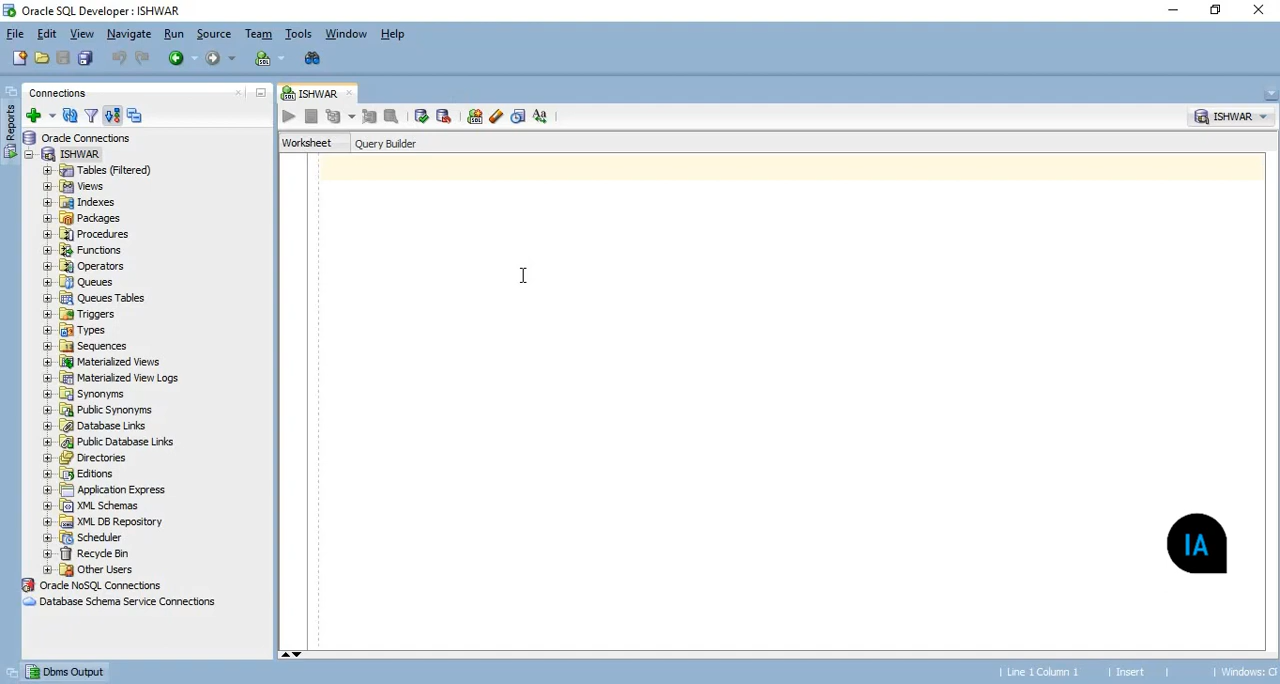 Oracle SQL Developer : ISHWAR
File Edit View Navigate Run Source Team Tools Window Help
Connections
ISHWAR
Reports
ISHWAR
Oracle Connections
Worksheet Query Builder
ISHWAR
Tables (Filtered)
Views
Indexes
Packages
Procedures
Functions
Operators
Queues
Queues Tables
Triggers
Types
Sequences
Materialized Views
Materialized View Logs
Synonyms
Public Synonyms
Database Links
Public Database Links
Directories
Editions
Application Express
XML Schemas
XML DB Repository
Scheduler
Recycle Bin
Other Users
Oracle NoSQL Connections
Database Schema Service Connections
IA
Dbms Output
Line 1 Column 1
Insert
Windows: